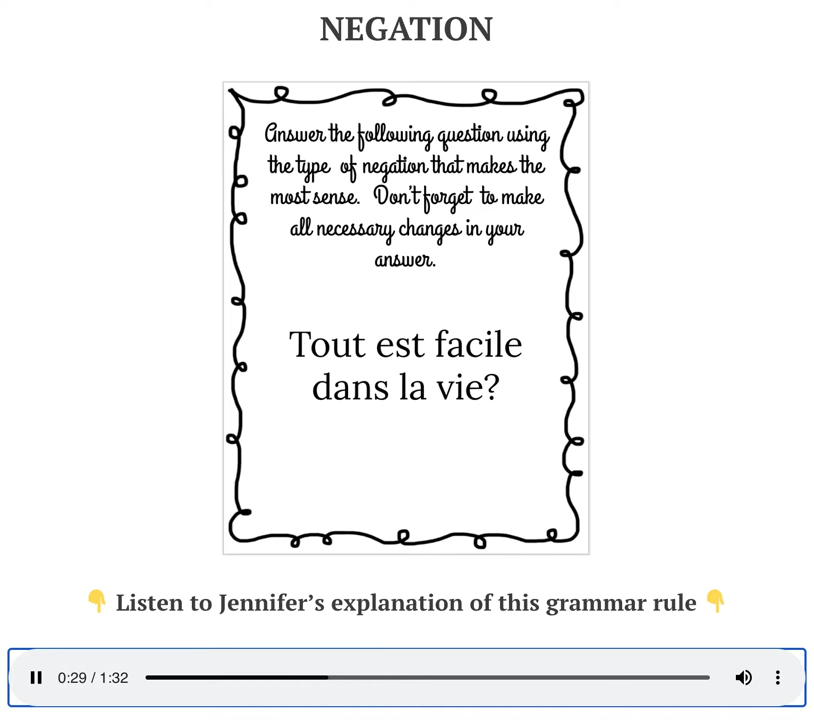 NEGATION
Answer the following question using
the type of negation that makes the
most sense. Don't forget to make
all necessary changes in your
answer.
Tout est facile
dans la vie?
👇 Listen to Jennifer’s explanation of this grammar rule 👇
0:29 / 1:32